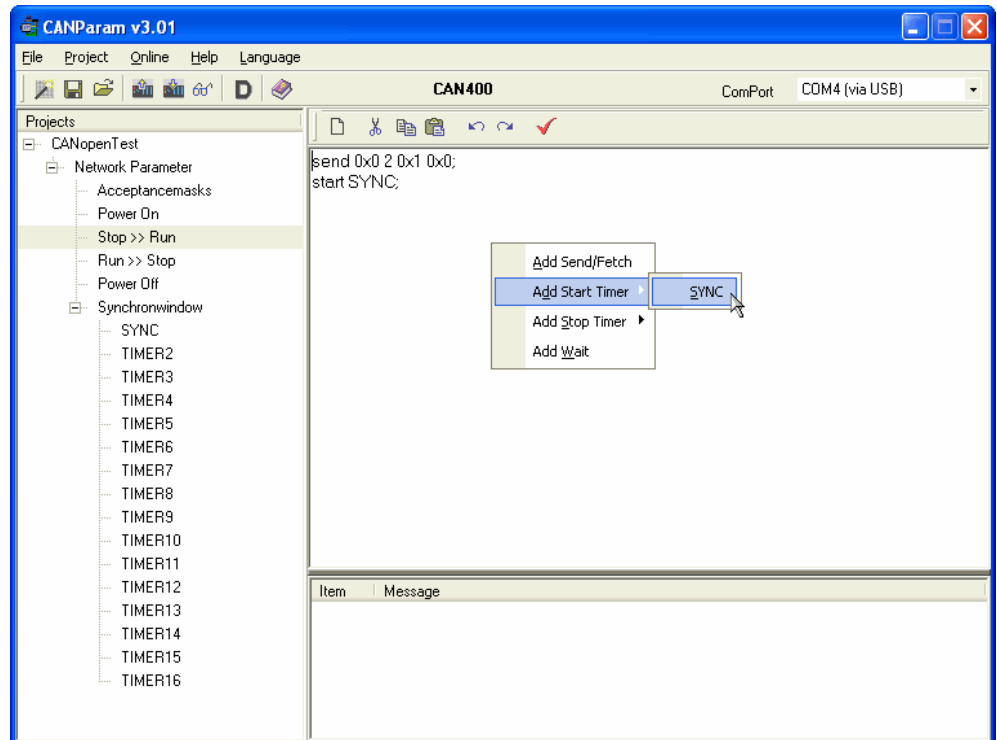 CANParam v3.01
File Project Online Help Language
D CAN400 ComPort COM4 (via USB)
Projects
CANopenTest
Network Parameter
Acceptancemasks
Power On
Stop >> Run
Run >> Stop
Power Off
Synchronwindow
SYNC
TIMER2
TIMER3
TIMER4
TIMER5
TIMER6
TIMER7
TIMER8
TIMER9
TIMER10
TIMER11
TIMER12
TIMER13
TIMER14
TIMER15
TIMER16
send 0x0 2 0x1 0x0;
start SYNC;
Add Send/Fetch
Add Start Timer
Add Stop Timer
Add Wait
SYNC
Item Message